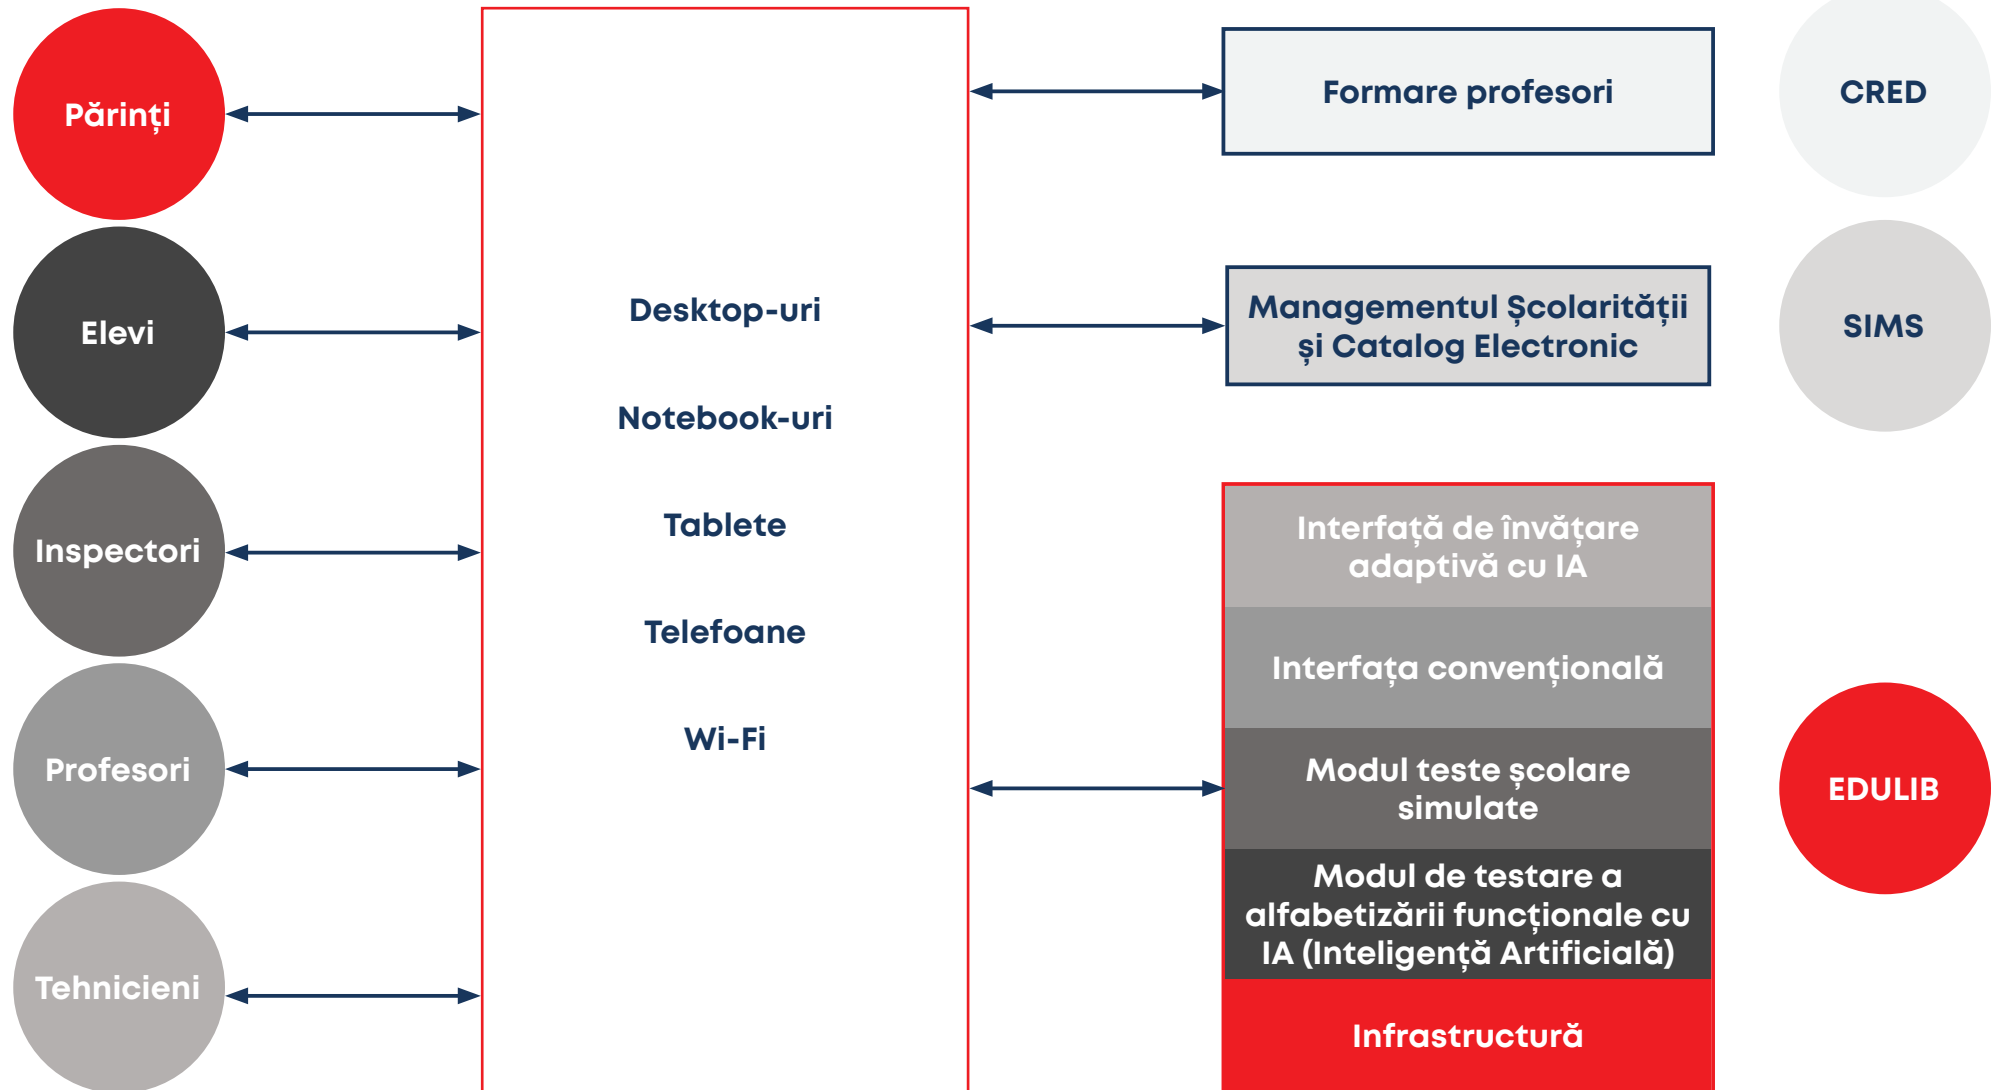 Părinți
Elevi
Inspectori
Profesori
Tehnicieni
Desktop-uri
Notebook-uri
Tablete
Telefoane
Wi-Fi
Formare profesori
Managementul Școlarității
și Catalog Electronic
Interfață de învățare
adaptivă cu IA
Interfața convențională
Modul teste școlare
simulate
Modul de testare a
alfabetizării funcționale cu
IA (Inteligență Artificială)
Infrastructură
CRED
SIMS
EDULIB